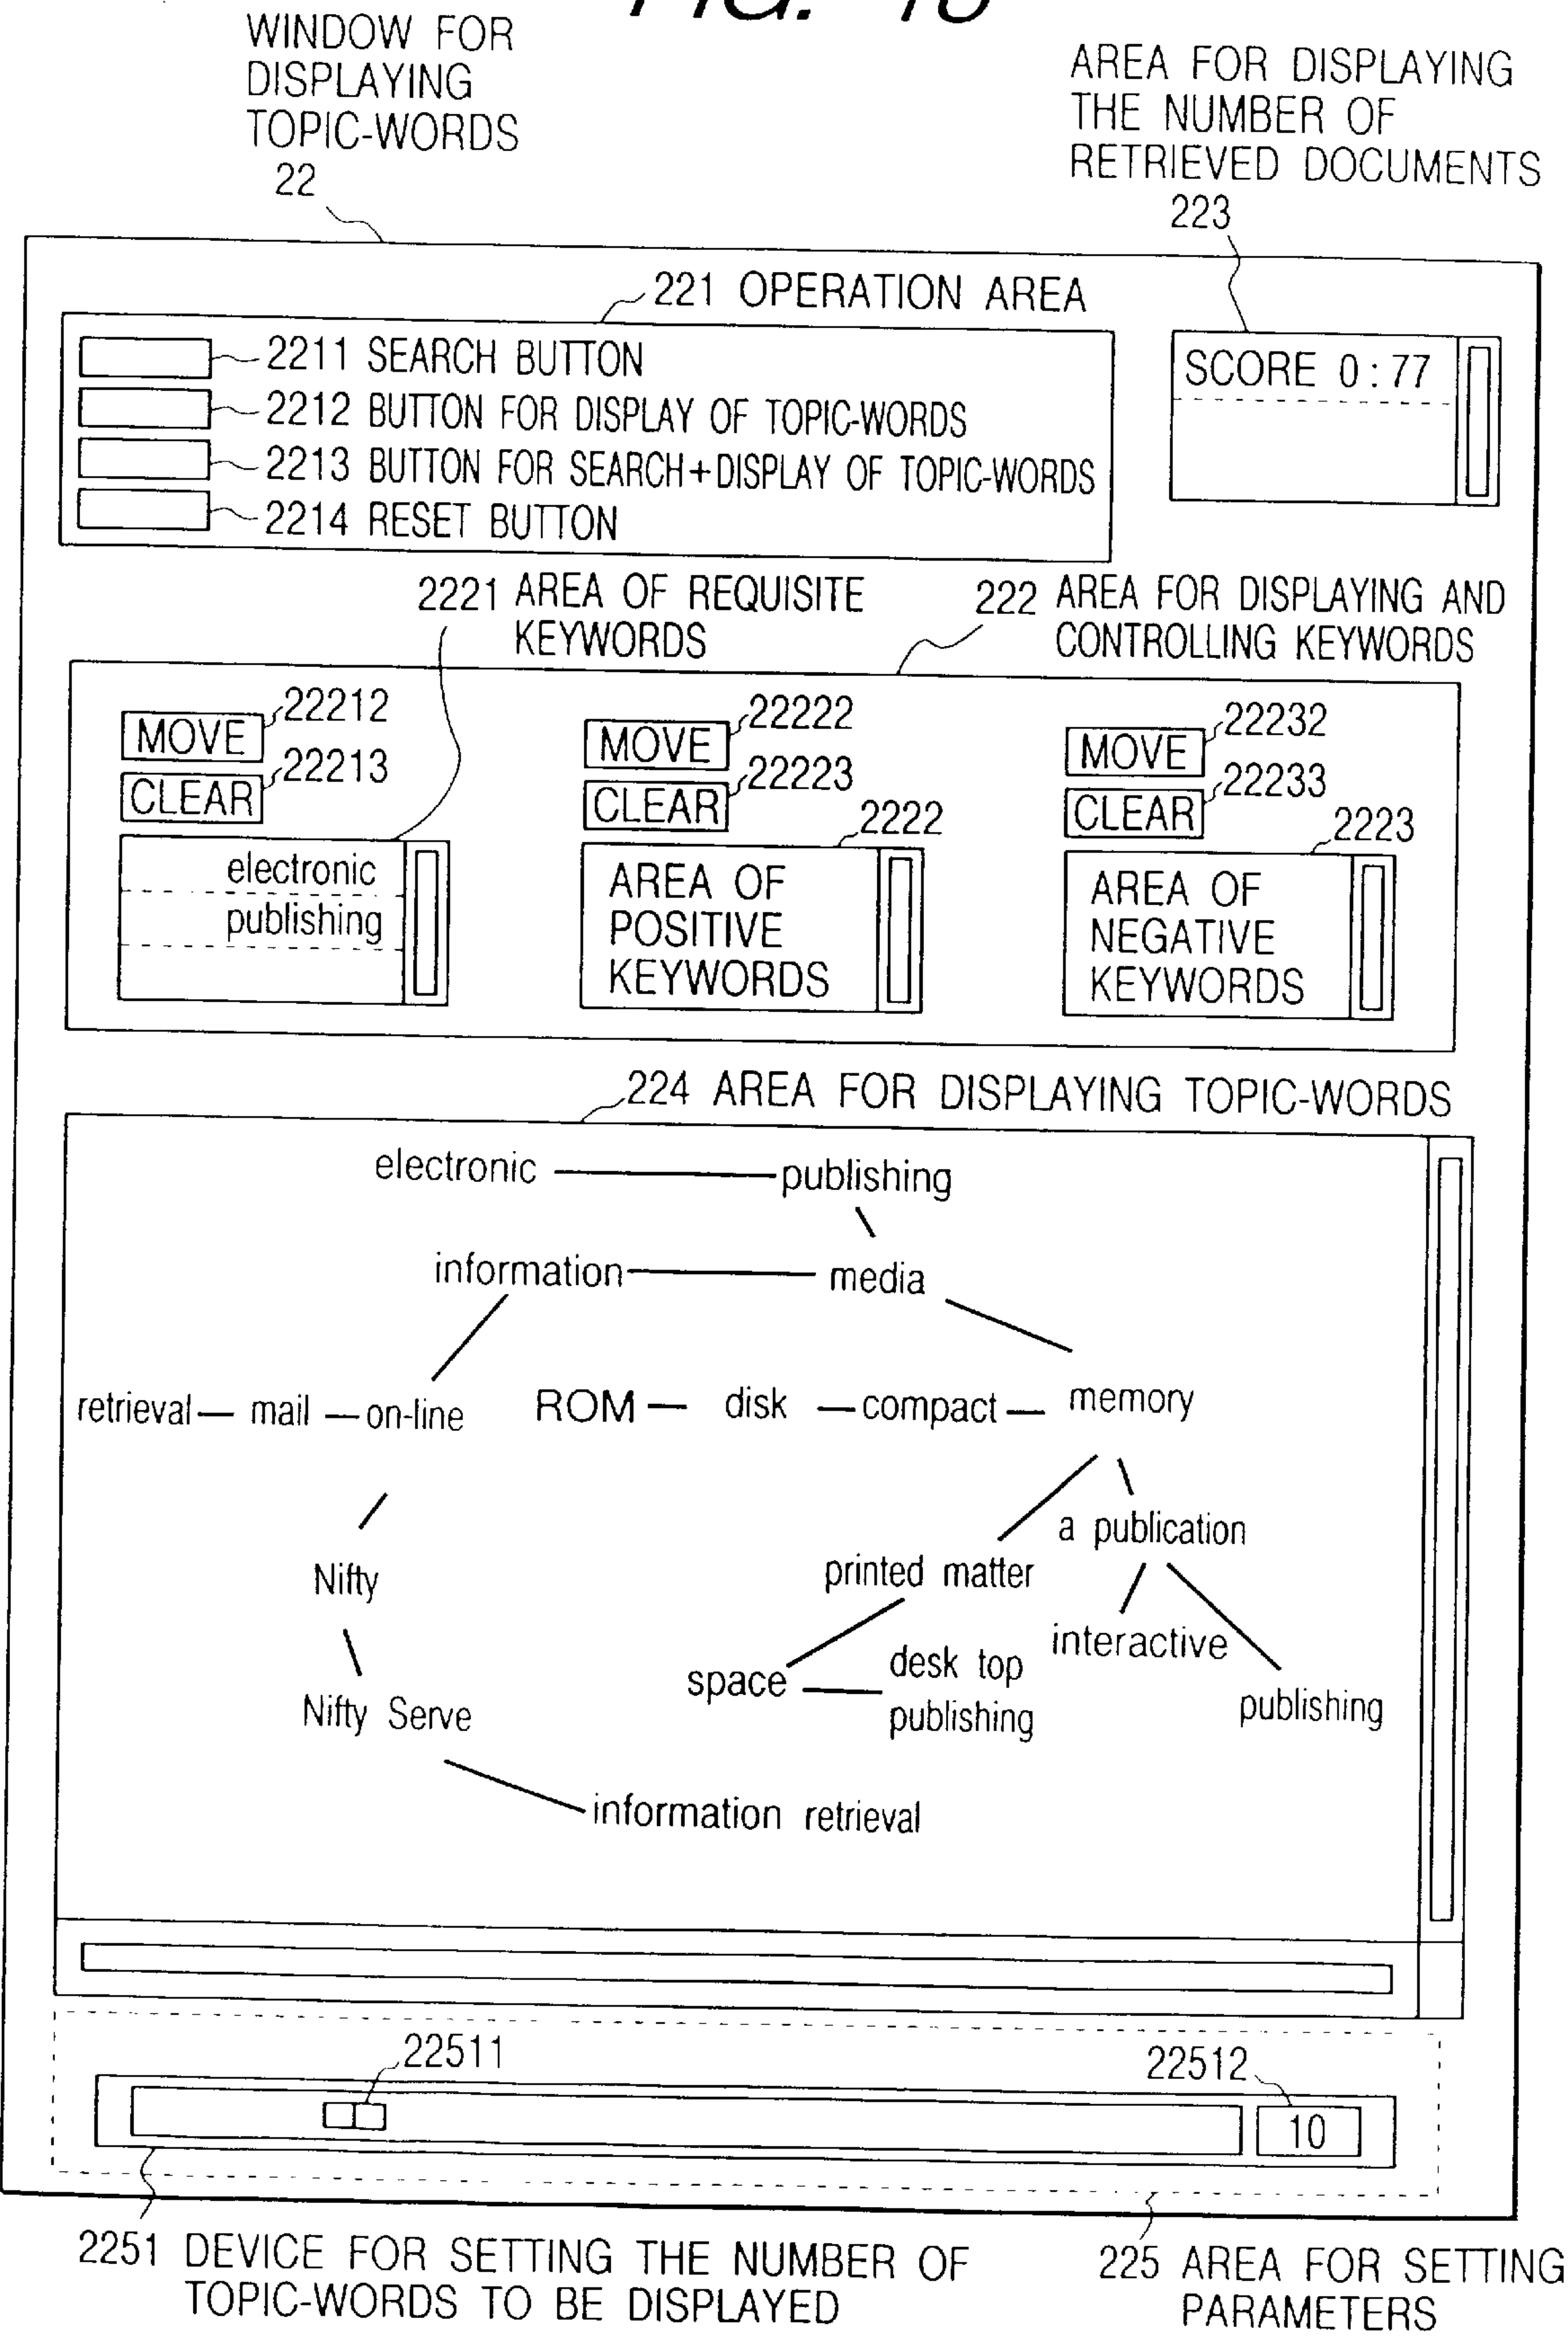 WINDOW FOR
DISPLAYING
TOPIC-WORDS
22
AREA FOR DISPLAYING
THE NUMBER OF
RETRIEVED DOCUMENTS
223
221 OPERATION AREA
2211 SEARCH BUTTON
2212 BUTTON FOR DISPLAY OF TOPIC-WORDS
2213 BUTTON FOR SEARCH+DISPLAY OF TOPIC-WORDS
2214 RESET BUTTON
SCORE 0:77
2221 AREA OF REQUISITE
KEYWORDS
222 AREA FOR DISPLAYING AND
CONTROLLING KEYWORDS
MOVE 22212
CLEAR 22213
electronic
publishing
MOVE 22222
CLEAR 22223
2222
AREA OF
POSITIVE
KEYWORDS
MOVE 22232
CLEAR 22233
2223
AREA OF
NEGATIVE
KEYWORDS
224 AREA FOR DISPLAYING TOPIC-WORDS
electronic publishing
information media
retrieval mail on-line ROM disk compact memory
a publication
Nifty printed matter
interactive
space desk top
publishing
Nifty Serve publishing
information retrieval
22511 22512
10
2251 DEVICE FOR SETTING THE NUMBER OF
TOPIC-WORDS TO BE DISPLAYED
225 AREA FOR SETTING
PARAMETERS